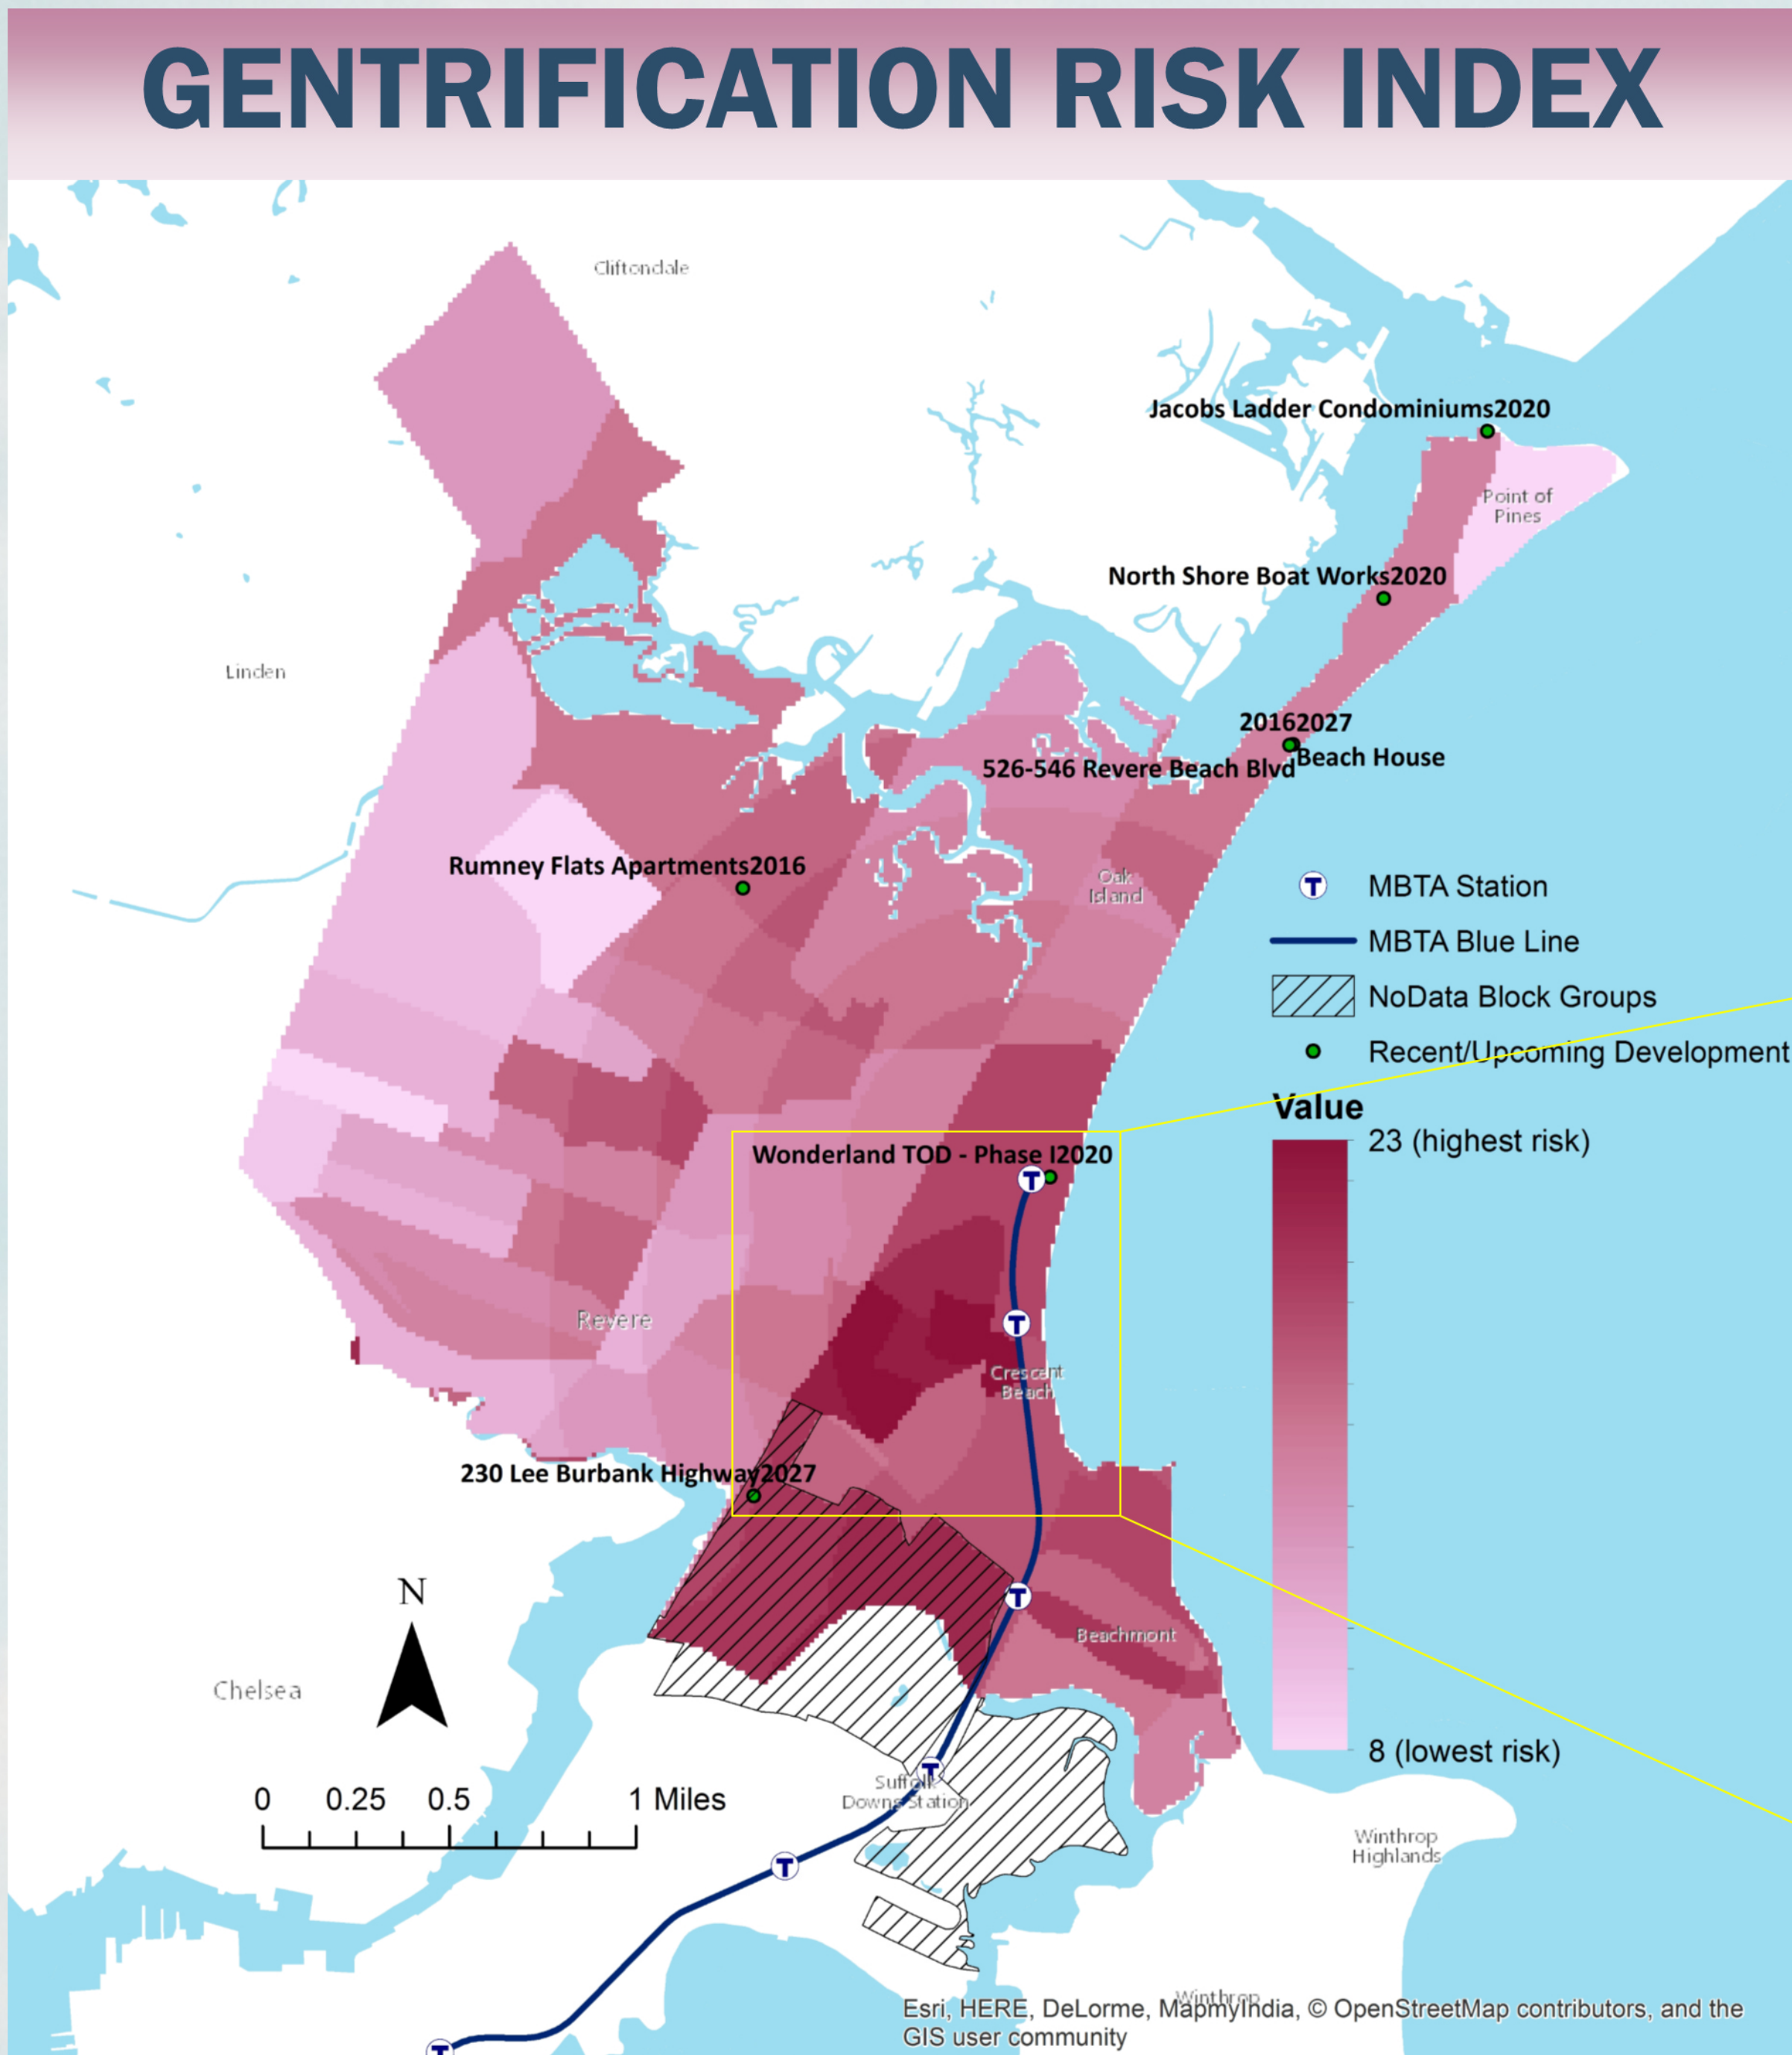 GENTRIFICATION RISK INDEX
Cliftondale
Jacobs Ladder Condominiums2020
Point of
Pines
North Shore Boat Works2020
Linden
20162027
Beach House
526-546 Revere Beach Blvd
Rumney Flats Apartments2016
Oak
Island
MBTA Station
MBTA Blue Line
NoData Block Groups
Recent/Upcoming Development
Value
23 (highest risk)
Wonderland TOD - Phase I2020
T
T
Revere
Crescent
Beach
230 Lee Burbank Highway2027
N
T
Beachmont
Chelsea
8 (lowest risk)
T
Suffolk
Downs Station
0 0.25 0.5 1 Miles
Winthrop
Highlands
T
Winthrop
Esri, HERE, DeLorme, MapmyIndia, © OpenStreetMap contributors, and the
GIS user community
T